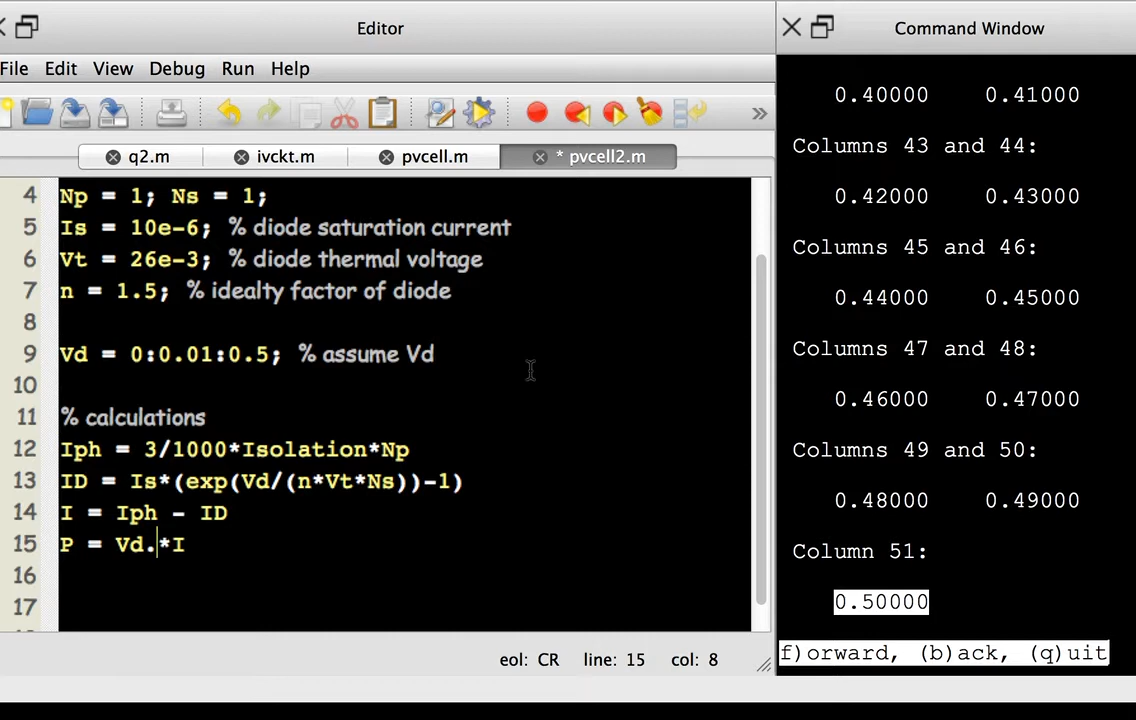 Editor
File Edit View Debug Run Help
»
q2.m ivckt.m pvcell.m * pvcell2.m
4 Np = 1; Ns = 1;
5 Is = 10e-6; % diode saturation current
6 Vt = 26e-3; % diode thermal voltage
7 n = 1.5; % idealty factor of diode
8
9 Vd = 0:0.01:0.5; % assume Vd
10
11 % calculations
12 Iph = 3/1000*Isolation*Np
13 ID = Is*(exp(Vd/(n*Vt*Ns))-1)
14 I = Iph - ID
15 P = Vd.*I
16
17
eol: CR line: 15 col: 8
Command Window
0.40000 0.41000
Columns 43 and 44:
0.42000 0.43000
Columns 45 and 46:
0.44000 0.45000
Columns 47 and 48:
0.46000 0.47000
Columns 49 and 50:
0.48000 0.49000
Column 51:
0.50000
f)orward, (b)ack, (q)uit